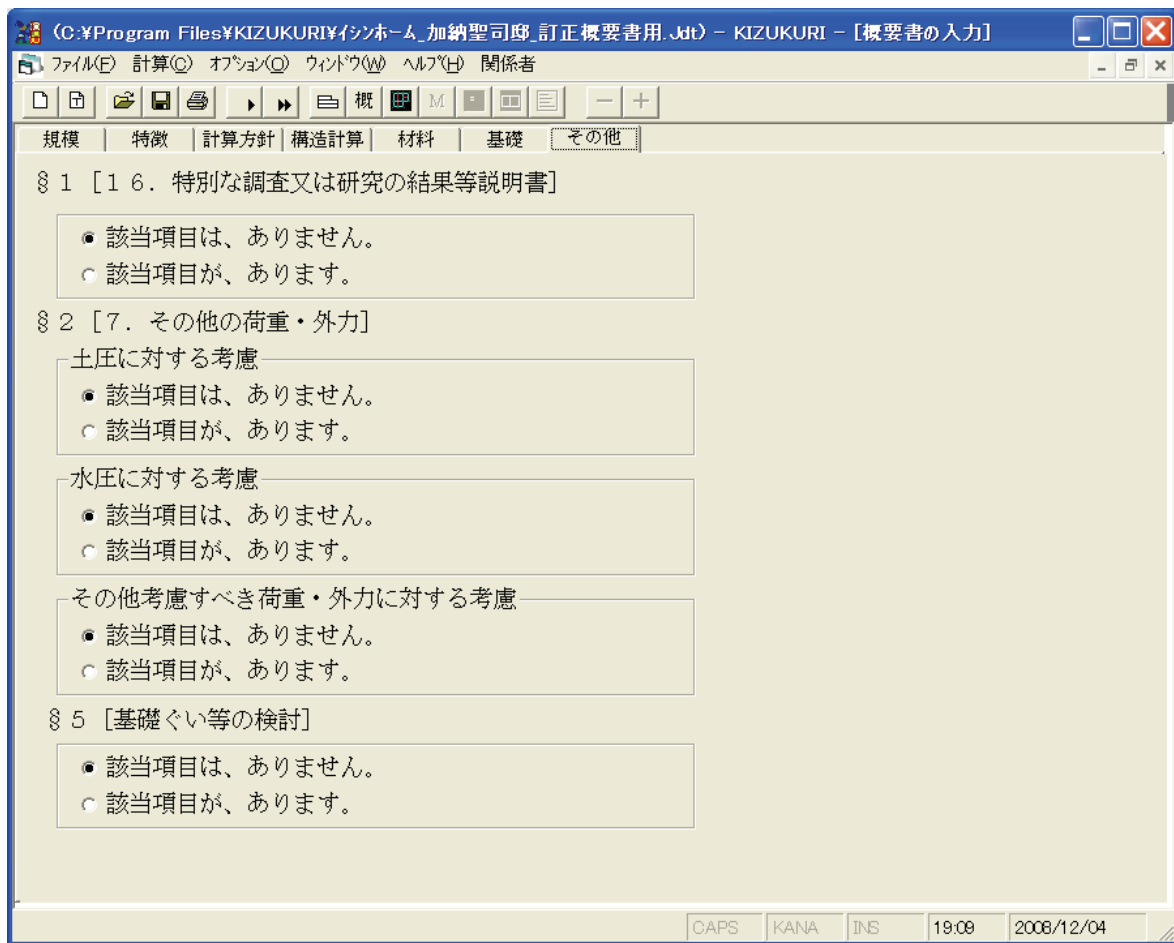 (C:¥Program Files¥KIZUKURI¥ｲｼﾝﾎｰﾑ_加納聖司邸_訂正概要書用.Jdt) - KIZUKURI - [概要書の入力]
ﾌｧｲﾙ(F) 計算(C) ｵﾌﾟｼｮﾝ(O) ｳｨﾝﾄﾞｳ(W) ﾍﾙﾌﾟ(H) 関係者
概 M
規模 特徴 計算方針 構造計算 材料 基礎 その他
§１［１６．特別な調査又は研究の結果等説明書］
該当項目は、ありません。
該当項目が、あります。
§２［７．その他の荷重・外力］
土圧に対する考慮
該当項目は、ありません。
該当項目が、あります。
水圧に対する考慮
該当項目は、ありません。
該当項目が、あります。
その他考慮すべき荷重・外力に対する考慮
該当項目は、ありません。
該当項目が、あります。
§５［基礎ぐい等の検討］
該当項目は、ありません。
該当項目が、あります。
CAPS KANA INS 19:09 2008/12/04